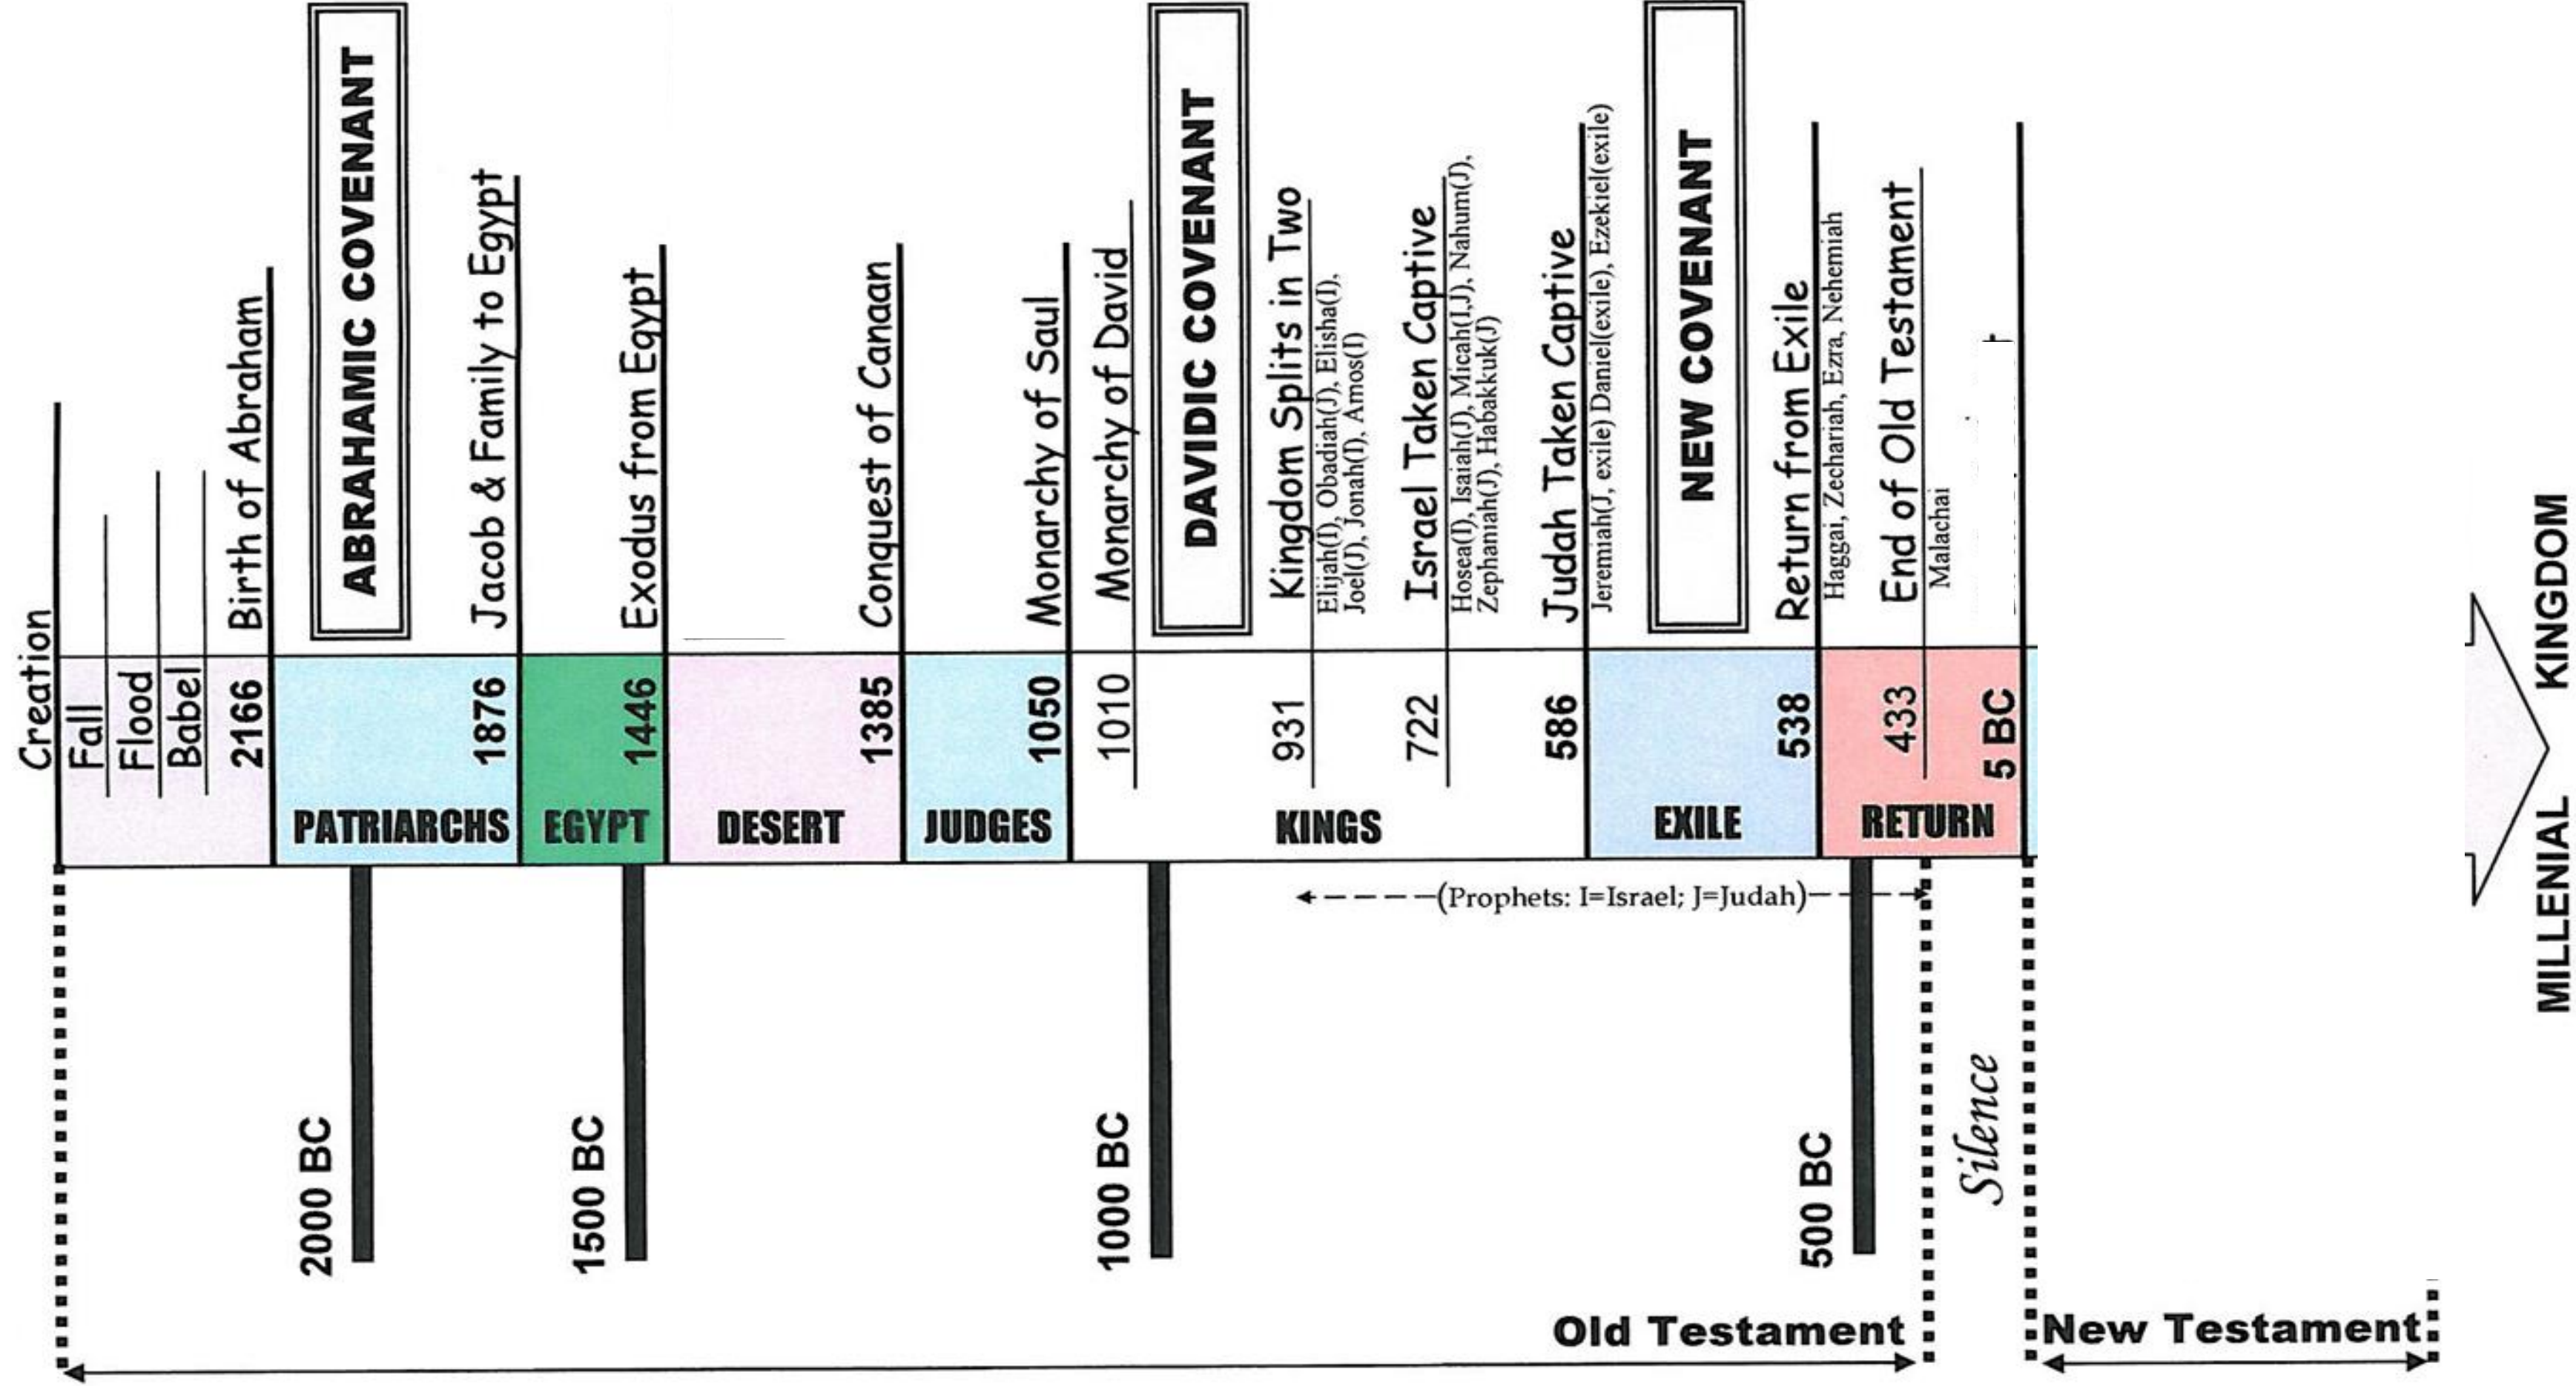 Creation
Fall
Flood
Babel
2166
Birth of Abraham
ABRAHAMIC COVENANT
PATRIARCHS
1876
Jacob & Family to Egypt
EGYPT
1446
Exodus from Egypt
DESERT
1385
Conquest of Canaan
JUDGES
1050
Monarchy of Saul
1010
Monarchy of David
DAVIDIC COVENANT
KINGS
931
Kingdom Splits in Two
Elijah(I), Obadiah(J), Elisha(I),
Joel(J), Jonah(I), Amos(I)
722
Israel Taken Captive
Hosea(I), Isaiah(J), Micah(I,J), Nahum(J),
Zephaniah(J), Habakkuk(J)
586
Judah Taken Captive
Jeremiah(J, exile) Daniel(exile), Ezekiel(exile)
NEW COVENANT
EXILE
538
Return from Exile
Haggai, Zechariah, Ezra, Nehemiah
RETURN
433
End of Old Testament
Malachai
5 BC
MILLENIAL KINGDOM
(Prophets: I=Israel; J=Judah)
2000 BC
1500 BC
1000 BC
500 BC
Silence
Old Testament
New Testament